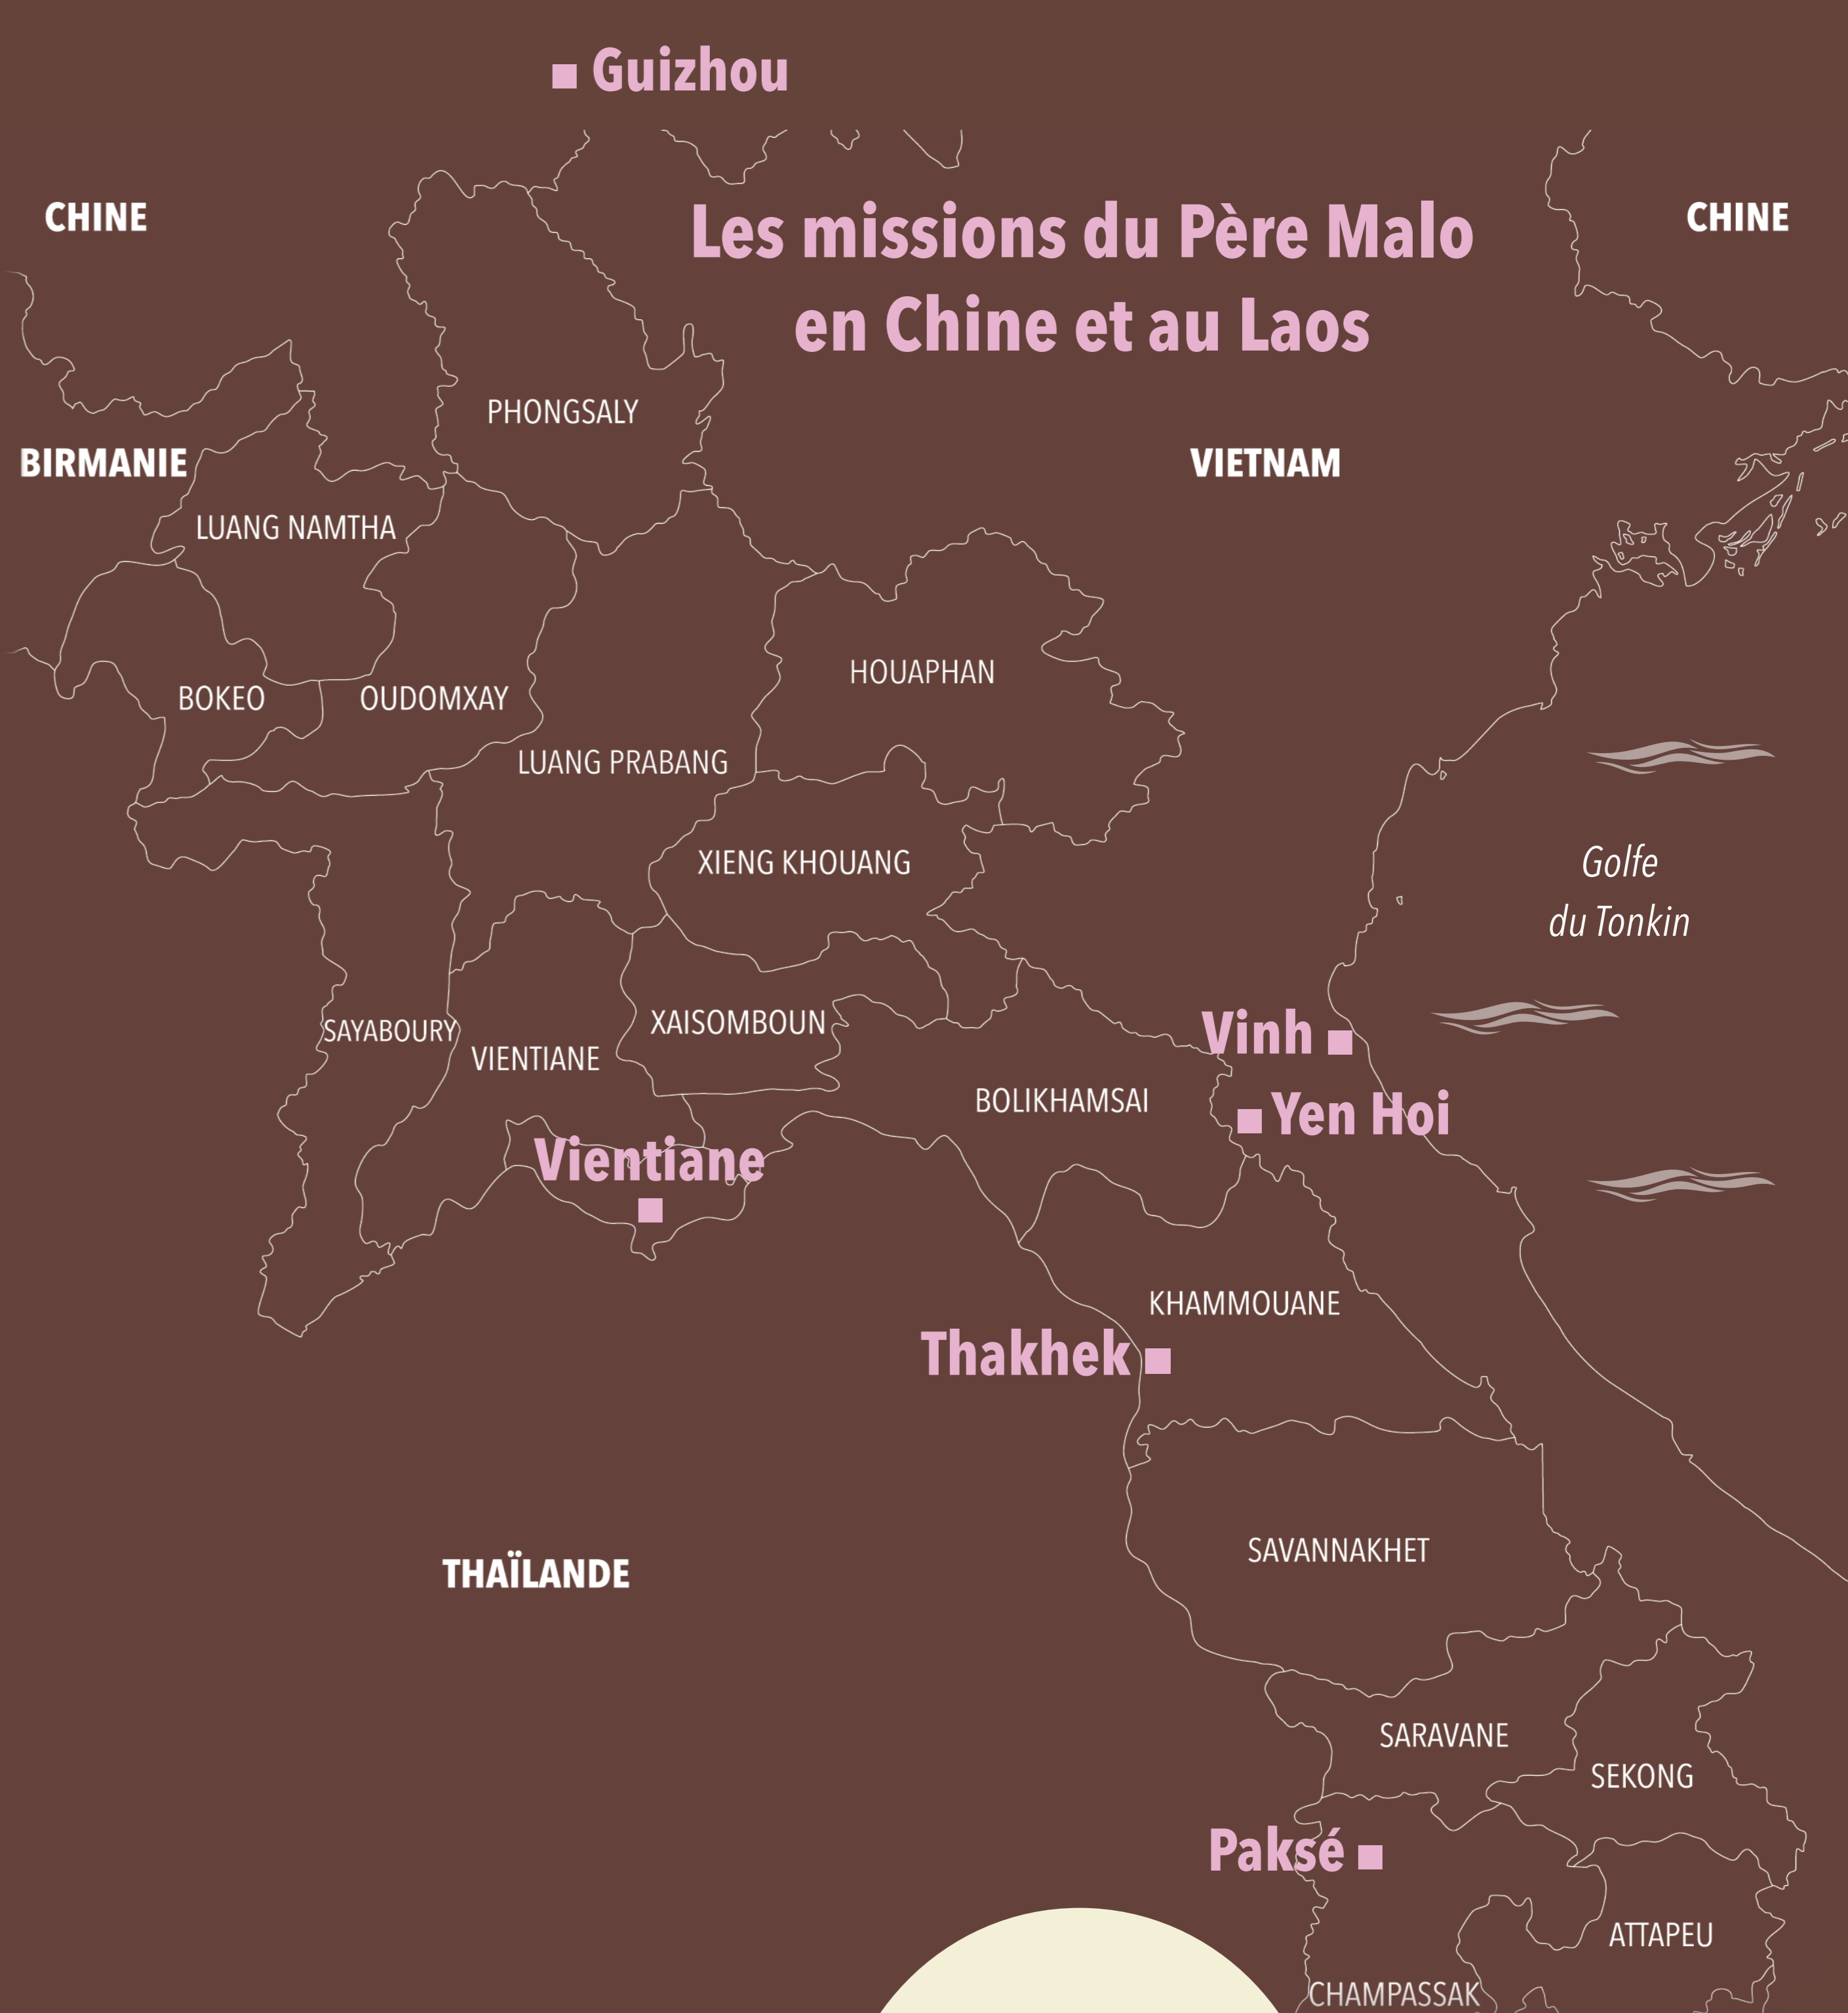 Guizhou
CHINE
CHINE
Les missions du Père Malo
en Chine et au Laos
PHONGSALY
BIRMANIE
VIETNAM
LUANG NAMTHA
HOUAPHAN
BOKEO
OUDOMXAY
LUANG PRABANG
XIENG KHOUANG
Golfe
du Tonkin
XAISOMBOUN
SAYABOURY
Vinh
VIENTIANE
BOLIKHAMSAI
Yen Hoi
Vientiane
KHAMMOUANE
Thakhek
SAVANNAKHET
THAÏLANDE
SARAVANE
SEKONG
Paksé
ATTAPEU
CHAMPASSAK